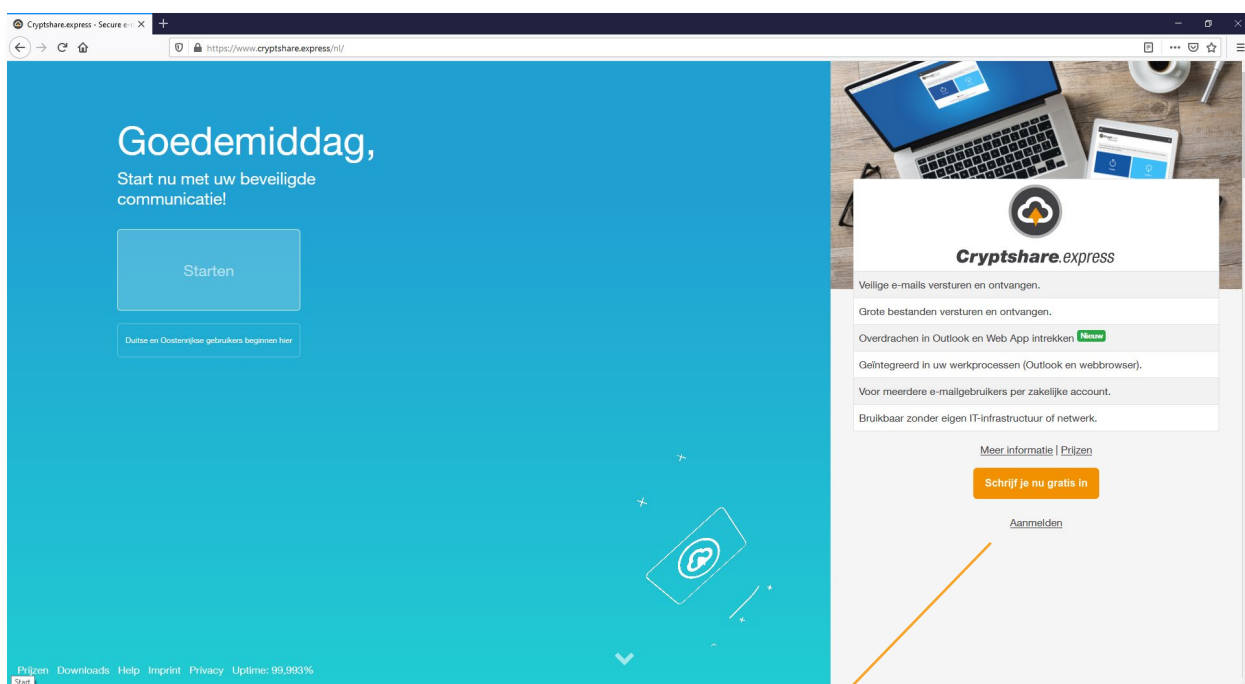 Cryptshare.express - Secure e-m
https://www.cryptshare.express/nl/
Goedemiddag,
Start nu met uw beveiligde
communicatie!
Starten
Duitse en Oostenrijkse gebruikers beginnen hier
Prijzen Downloads Help Imprint Privacy Uptime: 99,993%
Start
Cryptshare.express
Veilige e-mails versturen en ontvangen.
Grote bestanden versturen en ontvangen.
Overdrachen in Outlook en Web App intrekken Nieuw
Geïntegreerd in uw werkprocessen (Outlook en webbrowser).
Voor meerdere e-mailgebruikers per zakelijke account.
Bruikbaar zonder eigen IT-infrastructuur of netwerk.
Meer informatie | Prijzen
Schrijf je nu gratis in
Aanmelden